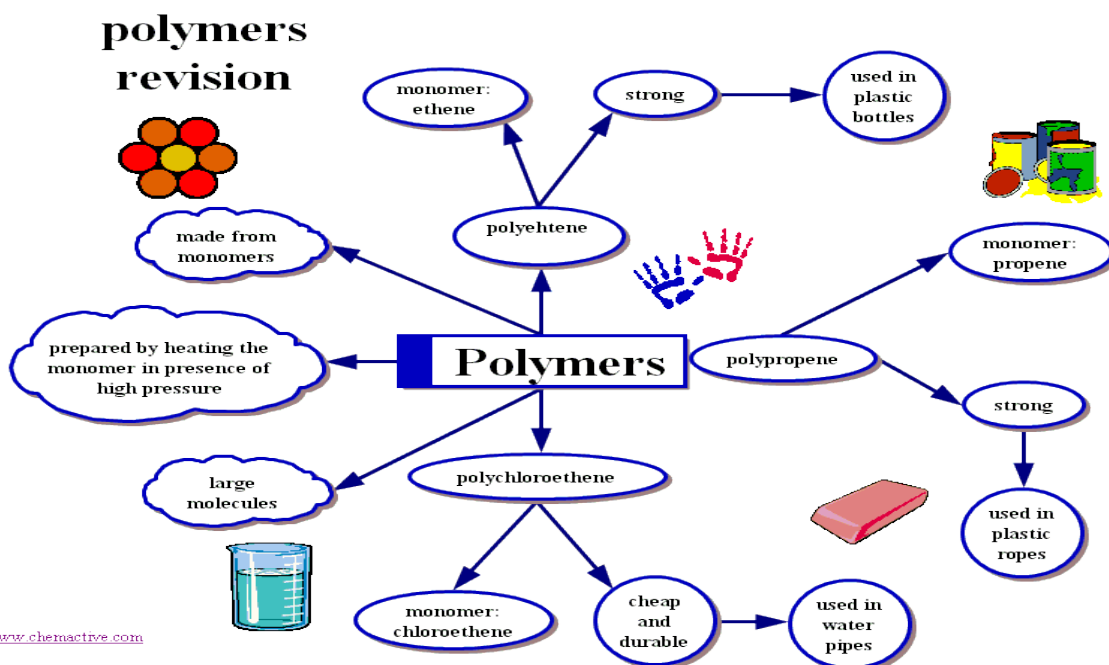 polymers
revision
monomer:
ethene
strong
used in
plastic
bottles
polyehtene
made from
monomers
monomer:
propene
prepared by heating the
monomer in presence of
high pressure
Polymers
polypropene
strong
large
molecules
polychloroethene
used in
plastic
ropes
monomer:
chloroethene
cheap
and
durable
used in
water
pipes
www.chemactive.com